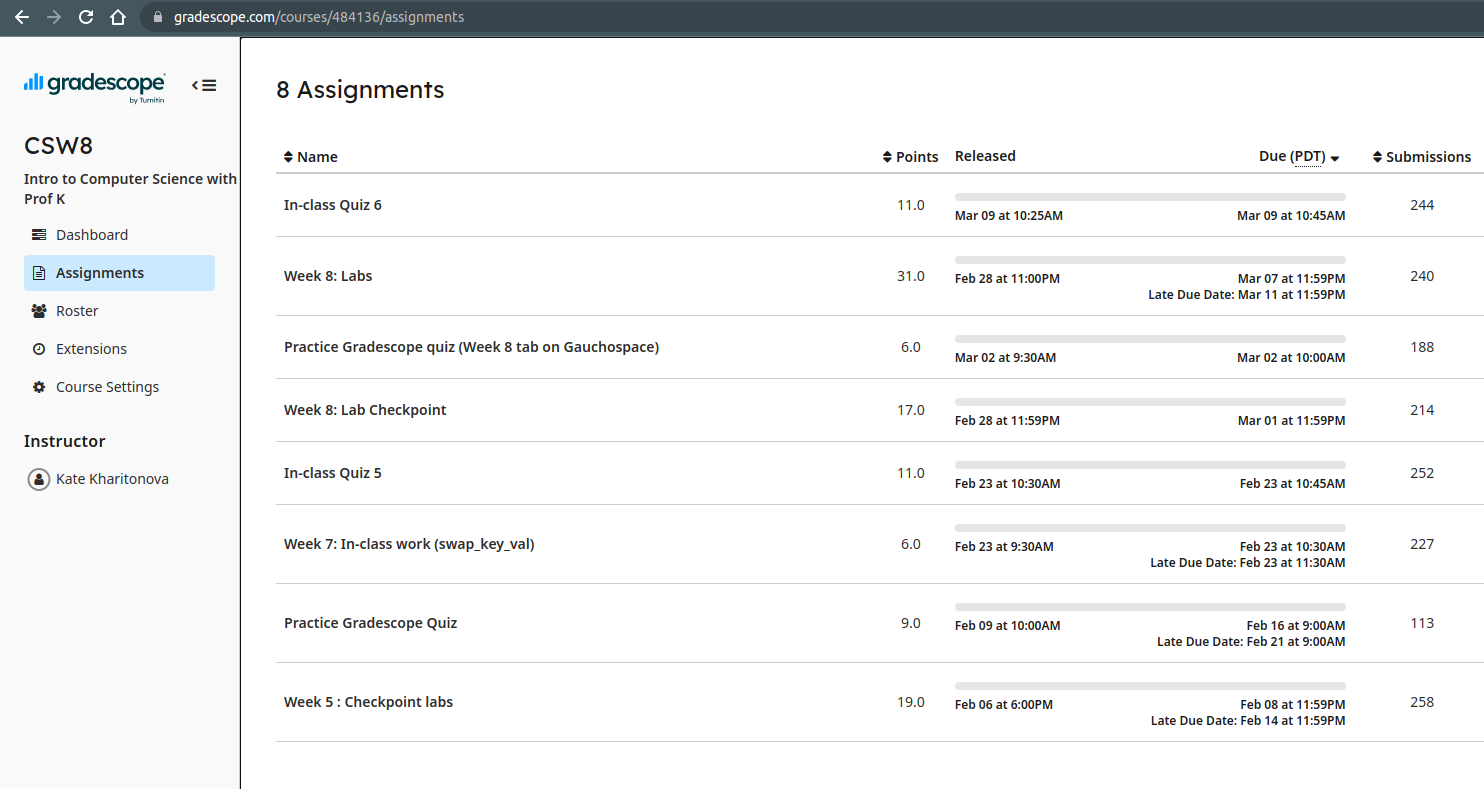 gradescope.com/courses/484136/assignments
gradescope
by Turnitin
CSW8
Intro to Computer Science with
Prof K
Dashboard
Assignments
Roster
Extensions
Course Settings
Instructor
Kate Kharitonova
8 Assignments
Name Points Released Due (PDT) Submissions
In-class Quiz 6 11.0 244
Mar 09 at 10:25AM Mar 09 at 10:45AM
Week 8: Labs 31.0 240
Feb 28 at 11:00PM Mar 07 at 11:59PM
Late Due Date: Mar 11 at 11:59PM
Practice Gradescope quiz (Week 8 tab on Gauchospace) 6.0 188
Mar 02 at 9:30AM Mar 02 at 10:00AM
Week 8: Lab Checkpoint 17.0 214
Feb 28 at 11:59PM Mar 01 at 11:59PM
In-class Quiz 5 11.0 252
Feb 23 at 10:30AM Feb 23 at 10:45AM
Week 7: In-class work (swap_key_val) 6.0 227
Feb 23 at 9:30AM Feb 23 at 10:30AM
Late Due Date: Feb 23 at 11:30AM
Practice Gradescope Quiz 9.0 113
Feb 09 at 10:00AM Feb 16 at 9:00AM
Late Due Date: Feb 21 at 9:00AM
Week 5 : Checkpoint labs 19.0 258
Feb 06 at 6:00PM Feb 08 at 11:59PM
Late Due Date: Feb 14 at 11:59PM